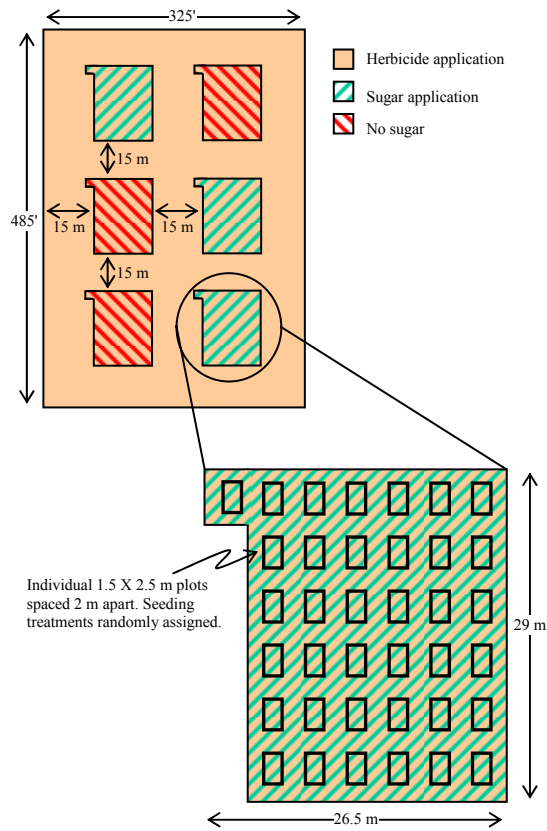 325'
Herbicide application
Sugar application
No sugar
15 m
485'
15 m
15 m
15 m
Individual 1.5 X 2.5 m plots
spaced 2 m apart. Seeding
treatments randomly assigned.
29 m
26.5 m